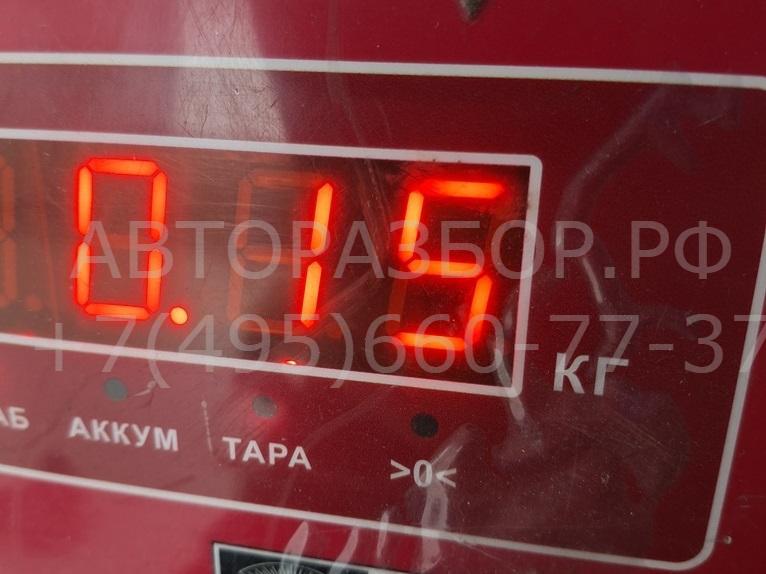 0.15
АВТОРАЗБОР.РФ
+7(495)660-77-37
КГ
АБ АККУМ ТАРА >0<